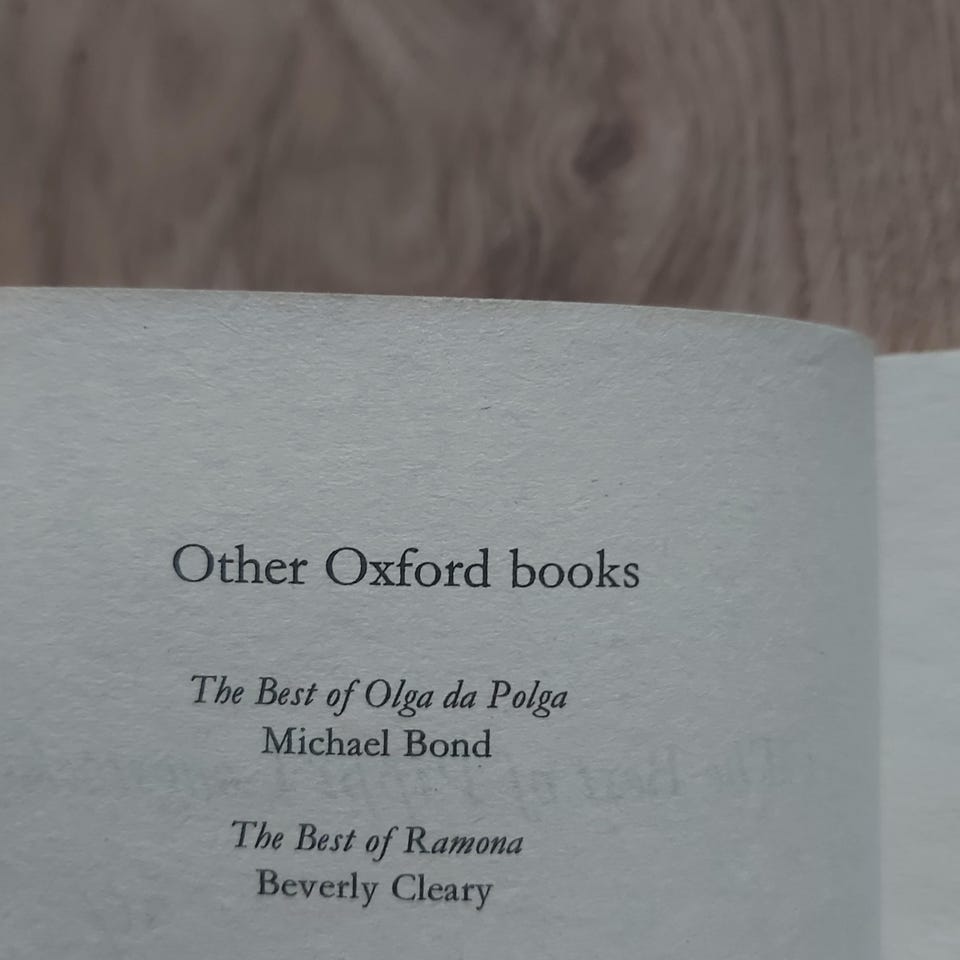 Other Oxford books
The Best of Olga da Polga
Michael Bond
The Best of Ramona
Beverly Cleary